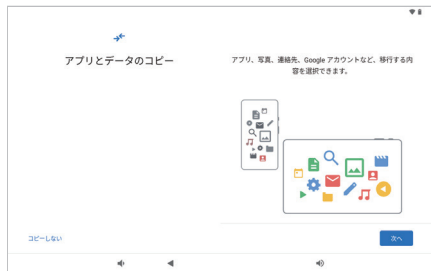 アプリとデータのコピー
アプリ、写真、連絡先、Google アカウントなど、移行する内
容を選択できます。
コピーしない
次へ